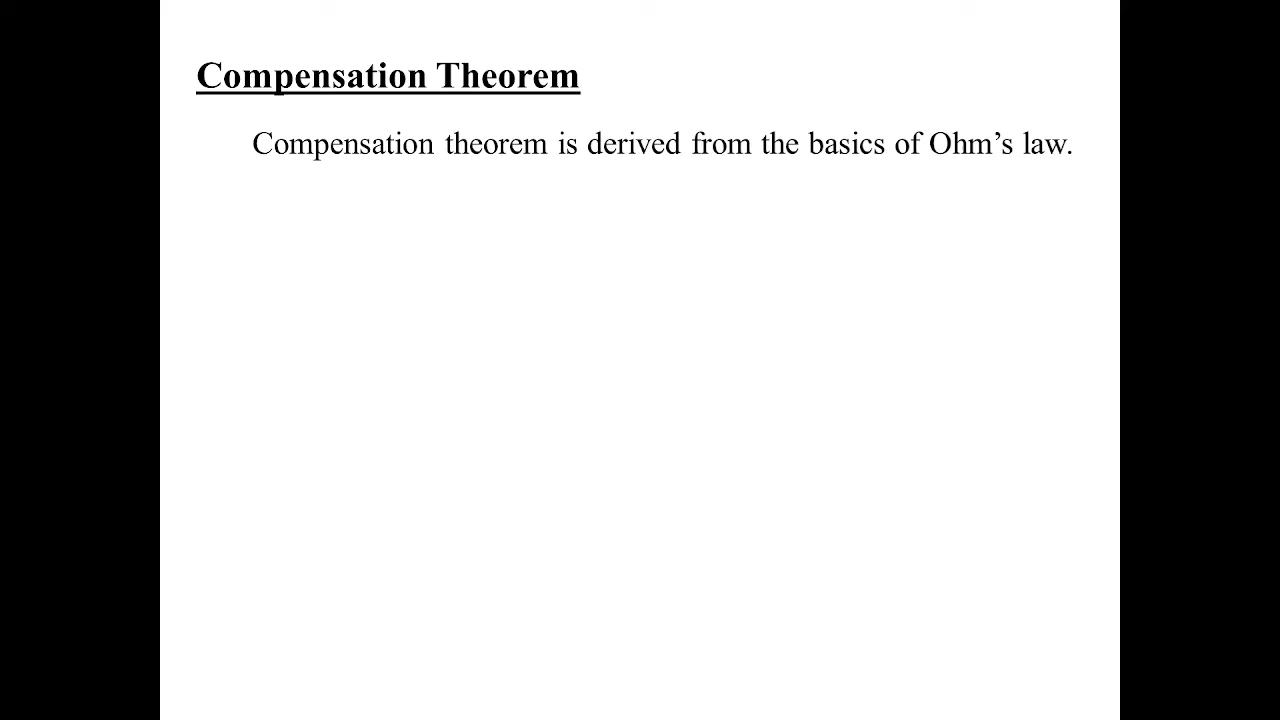 Compensation Theorem
Compensation theorem is derived from the basics of Ohm’s law.